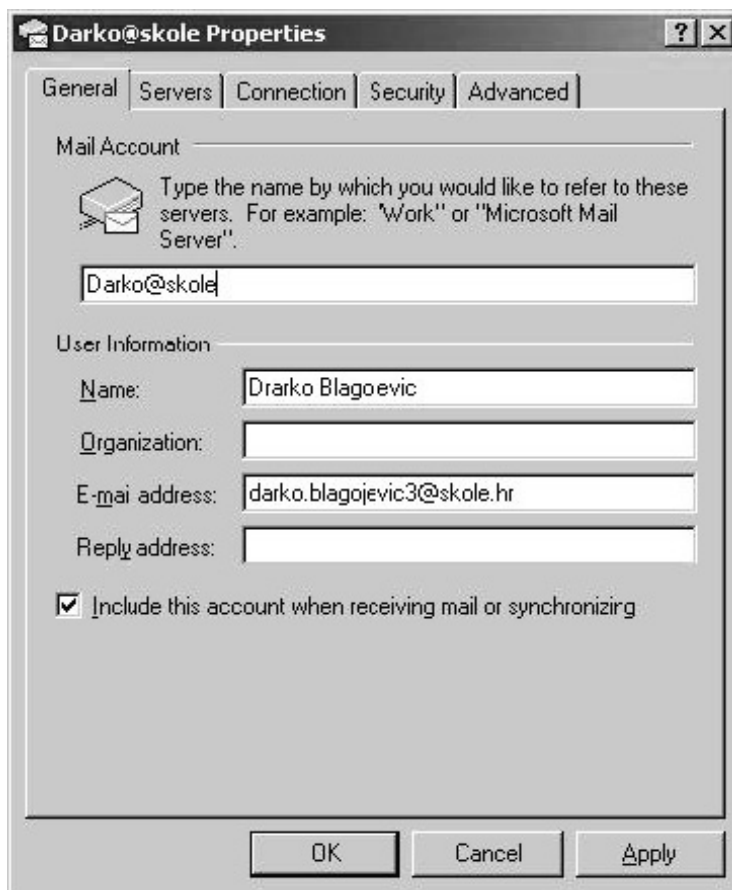 Darko@skole Properties
General Servers Connection Security Advanced
Mail Account
Type the name by which you would like to refer to these
servers. For example: "Work" or "Microsoft Mail
Server".
Darko@skole
User Information
Name: Drarko Blagoevic
Organization:
E-mai address: darko.blagojevic3@skole.hr
Reply address:
Include this account when receiving mail or synchronizing
OK Cancel Apply